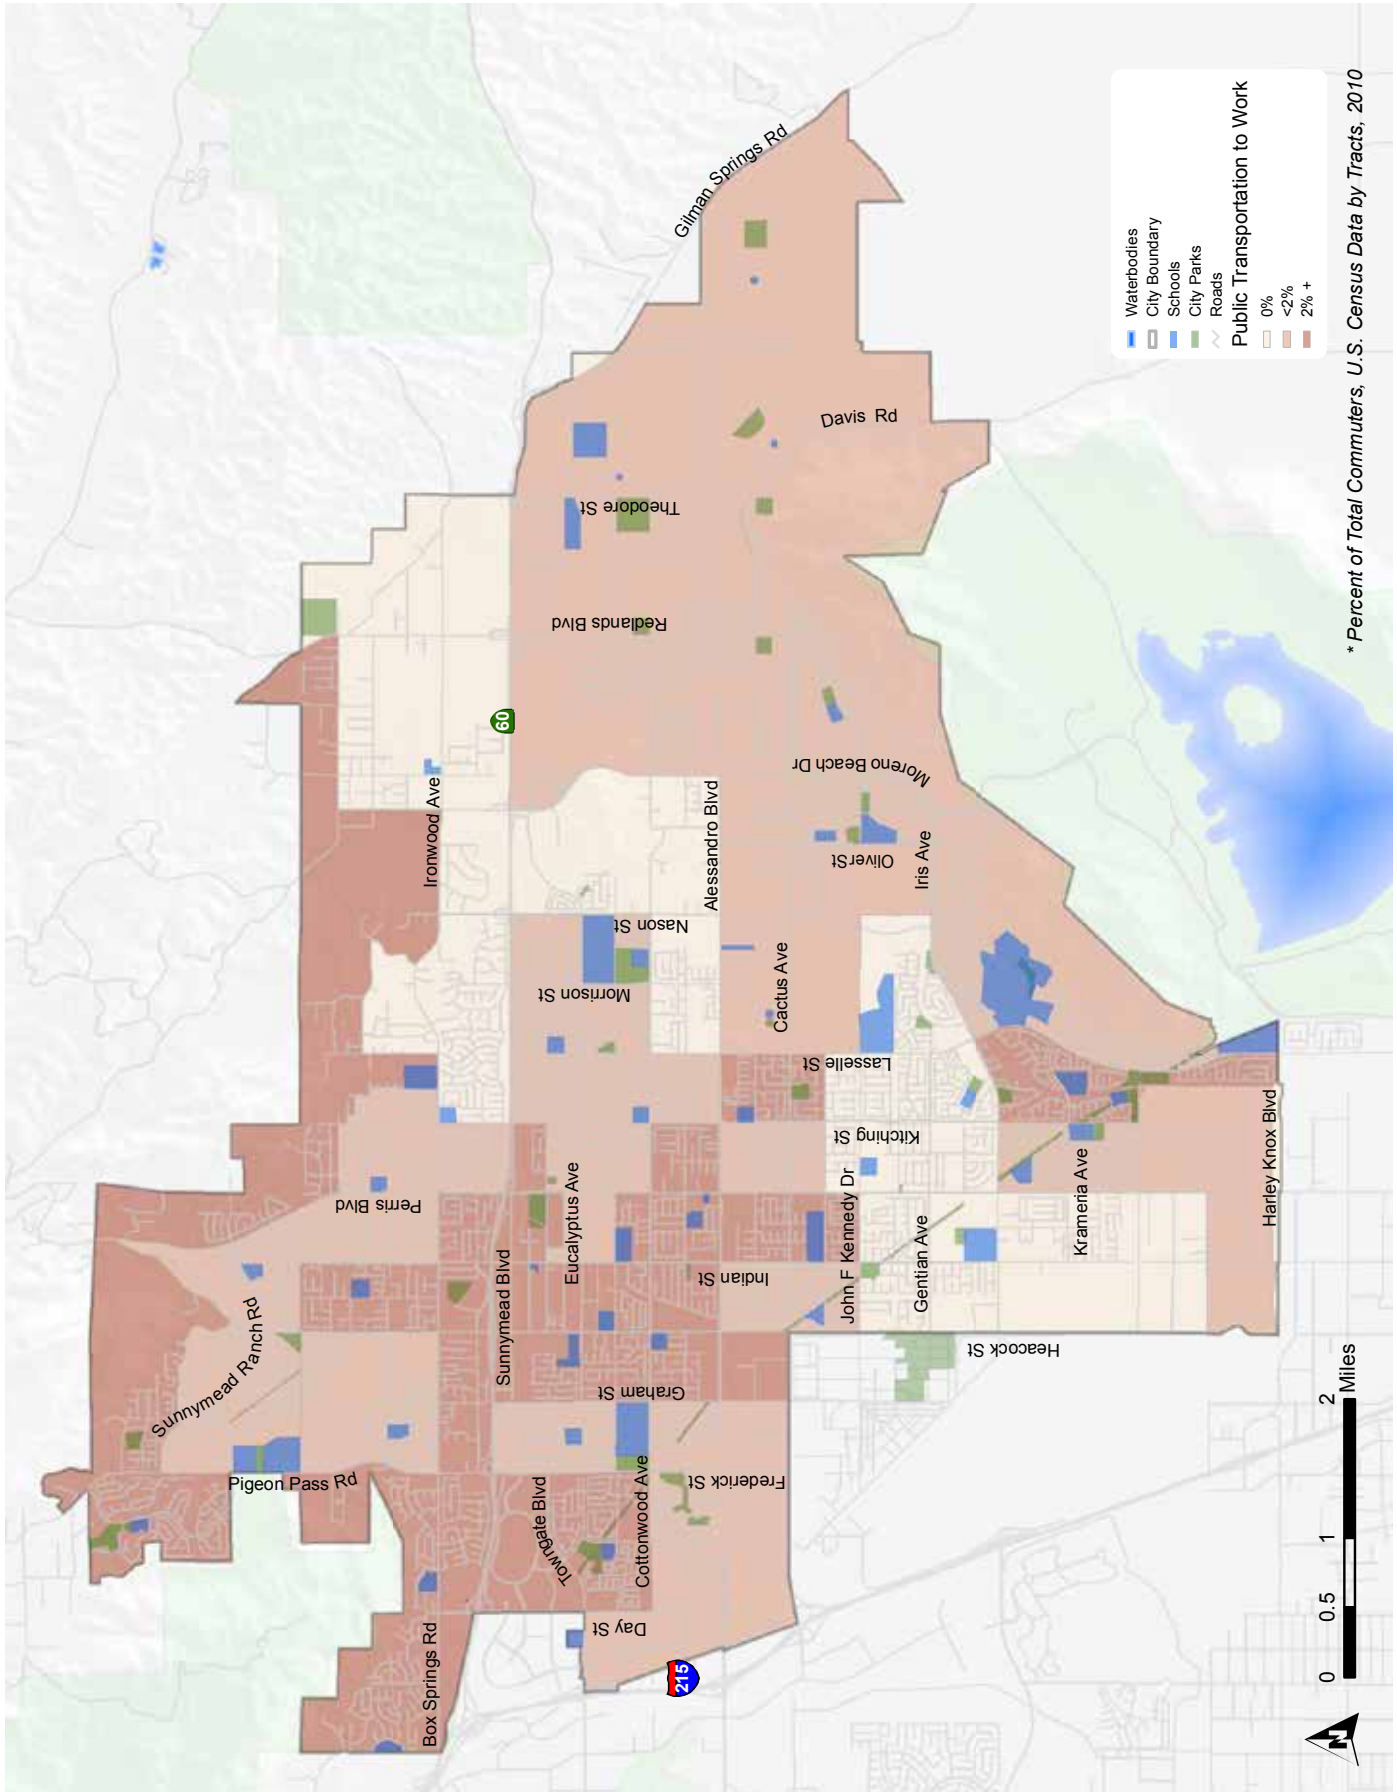 Gilman Springs Rd
Davis Rd
Theodore St
Redlands Blvd
60
Moreno Beach Dr
Ironwood Ave
Alessandro Blvd
Oliver St
Iris Ave
Nason St
Morrison St
Cactus Ave
Lasselle St
Kitching St
Perris Blvd
Eucalyptus Ave
John F Kennedy Dr
Krameria Ave
Harley Knox Blvd
Gentian Ave
Indian St
Sunnymead Blvd
Sunnymead Ranch Rd
Heacock St
Graham St
Pigeon Pass Rd
Frederick St
Cottonwood Ave
Towngate Blvd
Day St
Box Springs Rd
215
Waterbodies
City Boundary
Schools
City Parks
Roads
Public Transportation to Work
0%
<2%
2% +
* Percent of Total Commuters, U.S. Census Data by Tracts, 2010
N
0 0.5 1 2
Miles